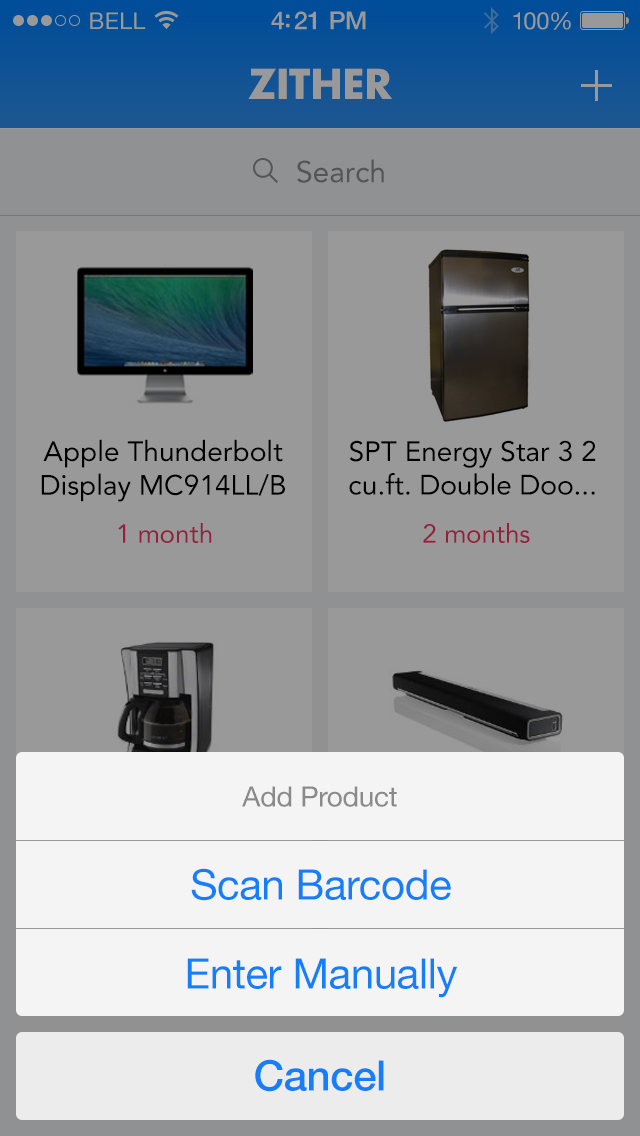 BELL 4:21 PM 100%
ZITHER
Search
Apple Thunderbolt
Display MC914LL/B
1 month
SPT Energy Star 3 2
cu.ft. Double Doo...
2 months
Add Product
Scan Barcode
Enter Manually
Cancel